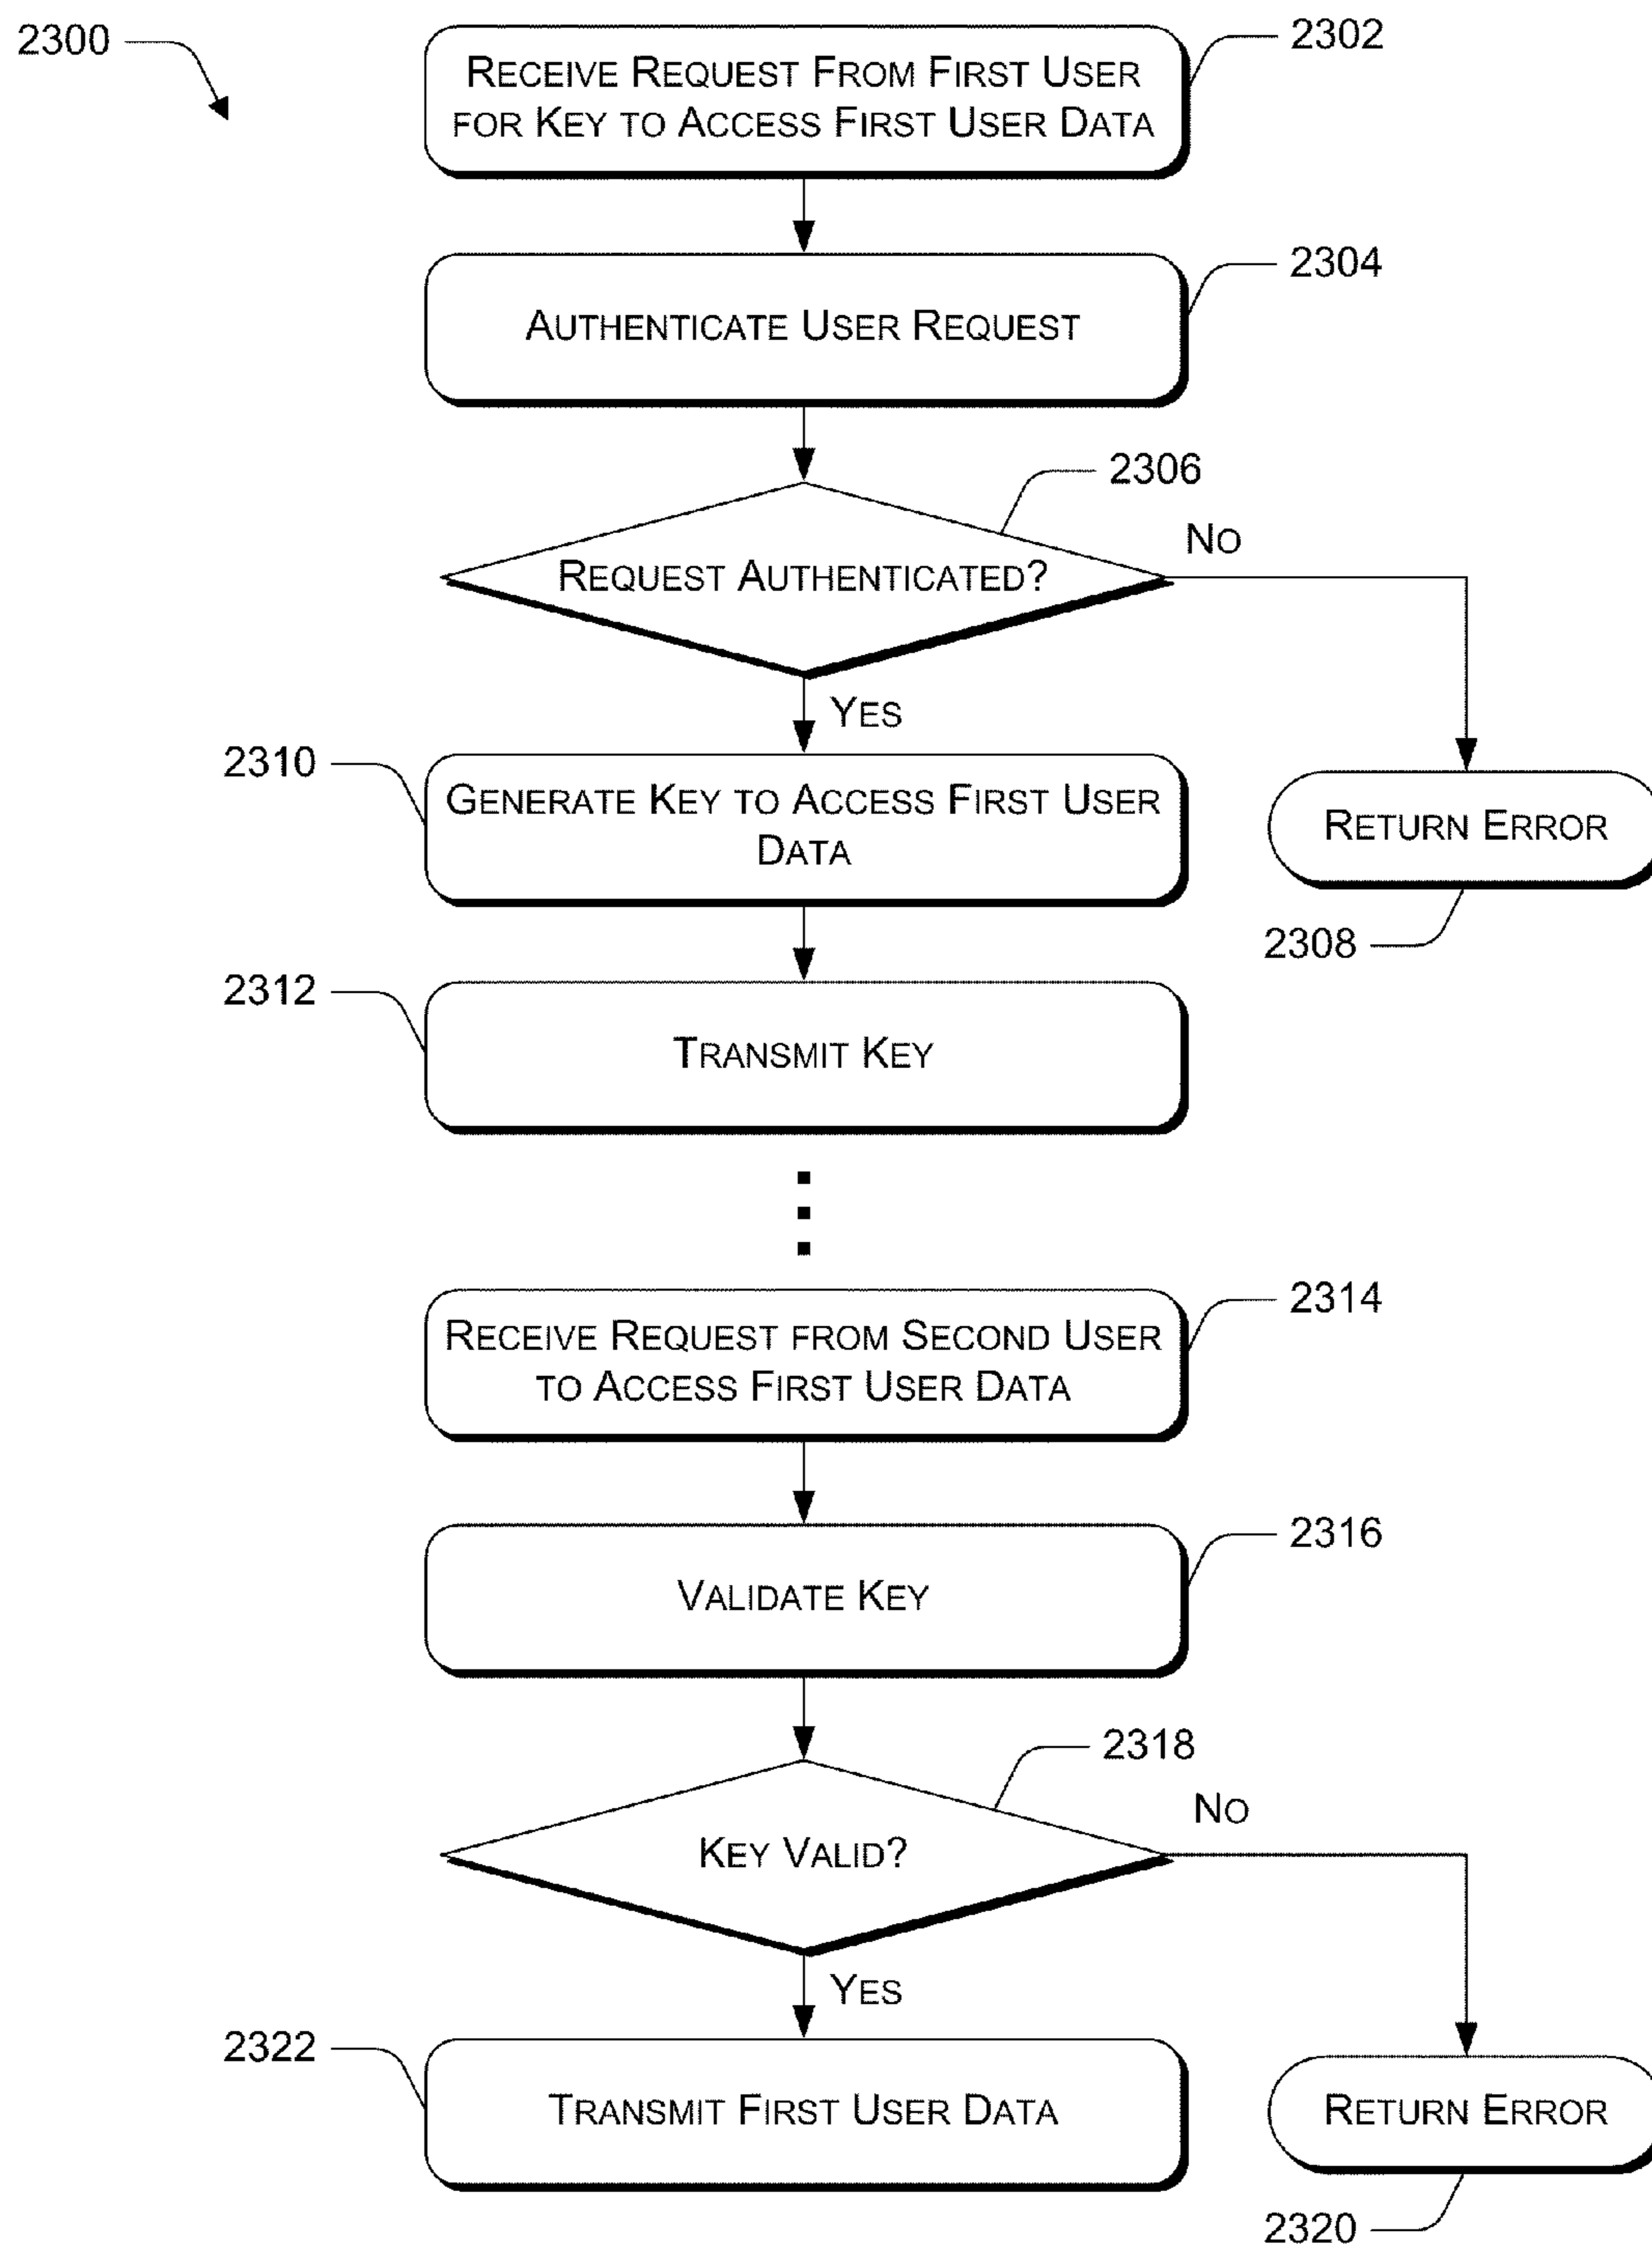 2300
2302
RECEIVE REQUEST FROM FIRST USER
FOR KEY TO ACCESS FIRST USER DATA
2304
AUTHENTICATE USER REQUEST
2306
NO
REQUEST AUTHENTICATED?
YES
2310
GENERATE KEY TO ACCESS FIRST USER
DATA
RETURN ERROR
2308
2312
TRANSMIT KEY
2314
RECEIVE REQUEST FROM SECOND USER
TO ACCESS FIRST USER DATA
2316
VALIDATE KEY
2318
NO
KEY VALID?
YES
2322
TRANSMIT FIRST USER DATA
RETURN ERROR
2320